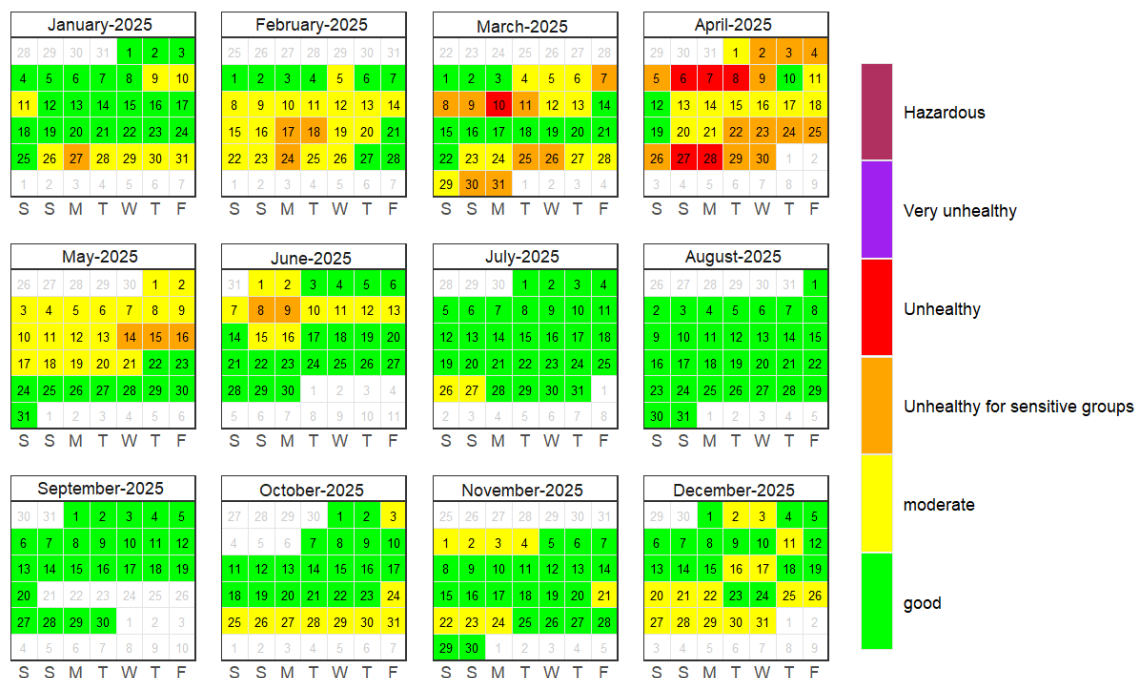 January-2025
28 29 30 31 1 2 3
4 5 6 7 8 9 10
11 12 13 14 15 16 17
18 19 20 21 22 23 24
25 26 27 28 29 30 31
1 2 3 4 5 6 7
S S M T W T F
February-2025
25 26 27 28 29 30 31
1 2 3 4 5 6 7
8 9 10 11 12 13 14
15 16 17 18 19 20 21
22 23 24 25 26 27 28
1 2 3 4 5 6 7
S S M T W T F
March-2025
22 23 24 25 26 27 28
1 2 3 4 5 6 7
8 9 10 11 12 13 14
15 16 17 18 19 20 21
22 23 24 25 26 27 28
29 30 31 1 2 3 4
S S M T W T F
April-2025
29 30 31 1 2 3 4
5 6 7 8 9 10 11
12 13 14 15 16 17 18
19 20 21 22 23 24 25
26 27 28 29 30 1 2
3 4 5 6 7 8 9
S S M T W T F
May-2025
26 27 28 29 30 1 2
3 4 5 6 7 8 9
10 11 12 13 14 15 16
17 18 19 20 21 22 23
24 25 26 27 28 29 30
31 1 2 3 4 5 6
S S M T W T F
June-2025
31 1 2 3 4 5 6
7 8 9 10 11 12 13
14 15 16 17 18 19 20
21 22 23 24 25 26 27
28 29 30 1 2 3 4
5 6 7 8 9 10 11
S S M T W T F
July-2025
28 29 30 1 2 3 4
5 6 7 8 9 10 11
12 13 14 15 16 17 18
19 20 21 22 23 24 25
26 27 28 29 30 31 1
2 3 4 5 6 7 8
S S M T W T F
August-2025
26 27 28 29 30 31 1
2 3 4 5 6 7 8
9 10 11 12 13 14 15
16 17 18 19 20 21 22
23 24 25 26 27 28 29
30 31 1 2 3 4 5
S S M T W T F
September-2025
30 31 1 2 3 4 5
6 7 8 9 10 11 12
13 14 15 16 17 18 19
20 21 22 23 24 25 26
27 28 29 30 1 2 3
4 5 6 7 8 9 10
S S M T W T F
October-2025
27 28 29 30 1 2 3
4 5 6 7 8 9 10
11 12 13 14 15 16 17
18 19 20 21 22 23 24
25 26 27 28 29 30 31
1 2 3 4 5 6 7
S S M T W T F
November-2025
25 26 27 28 29 30 31
1 2 3 4 5 6 7
8 9 10 11 12 13 14
15 16 17 18 19 20 21
22 23 24 25 26 27 28
29 30 1 2 3 4 5
S S M T W T F
December-2025
29 30 1 2 3 4 5
6 7 8 9 10 11 12
13 14 15 16 17 18 19
20 21 22 23 24 25 26
27 28 29 30 31 1 2
3 4 5 6 7 8 9
S S M T W T F
Hazardous
Very unhealthy
Unhealthy
Unhealthy for sensitive groups
moderate
good